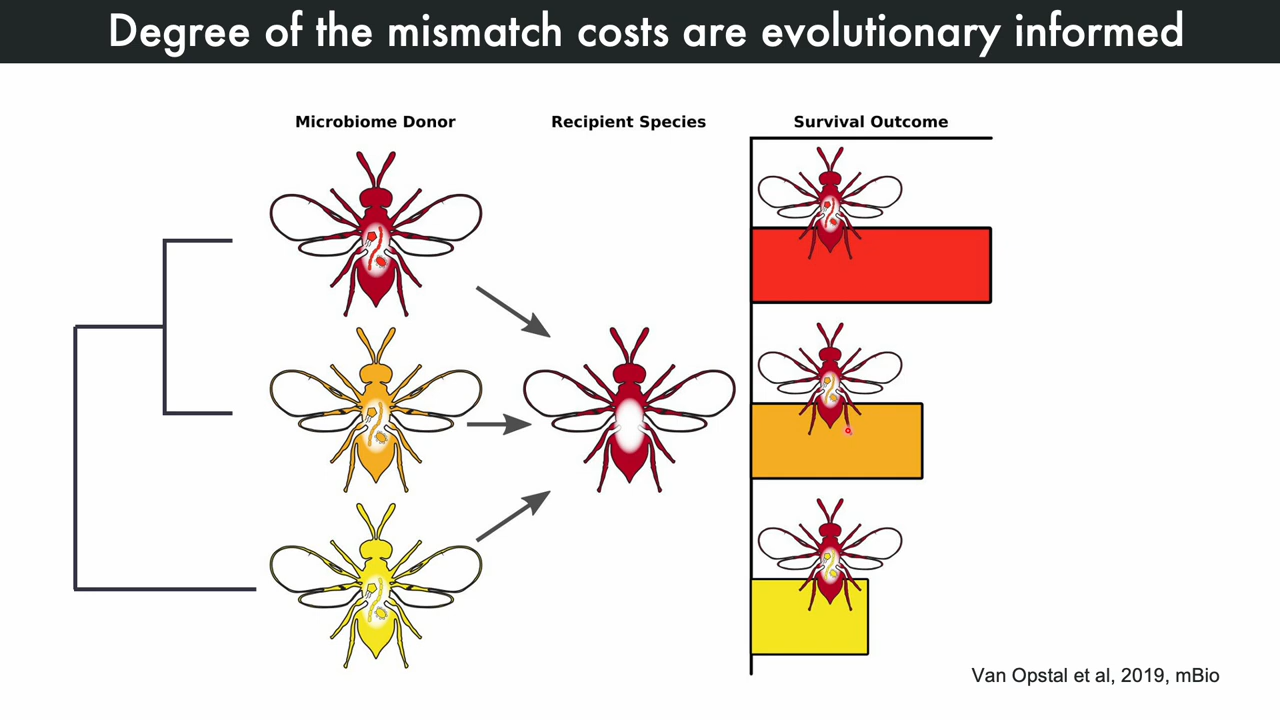 Degree of the mismatch costs are evolutionary informed
Microbiome Donor
Recipient Species
Survival Outcome
Van Opstal et al, 2019, mBio